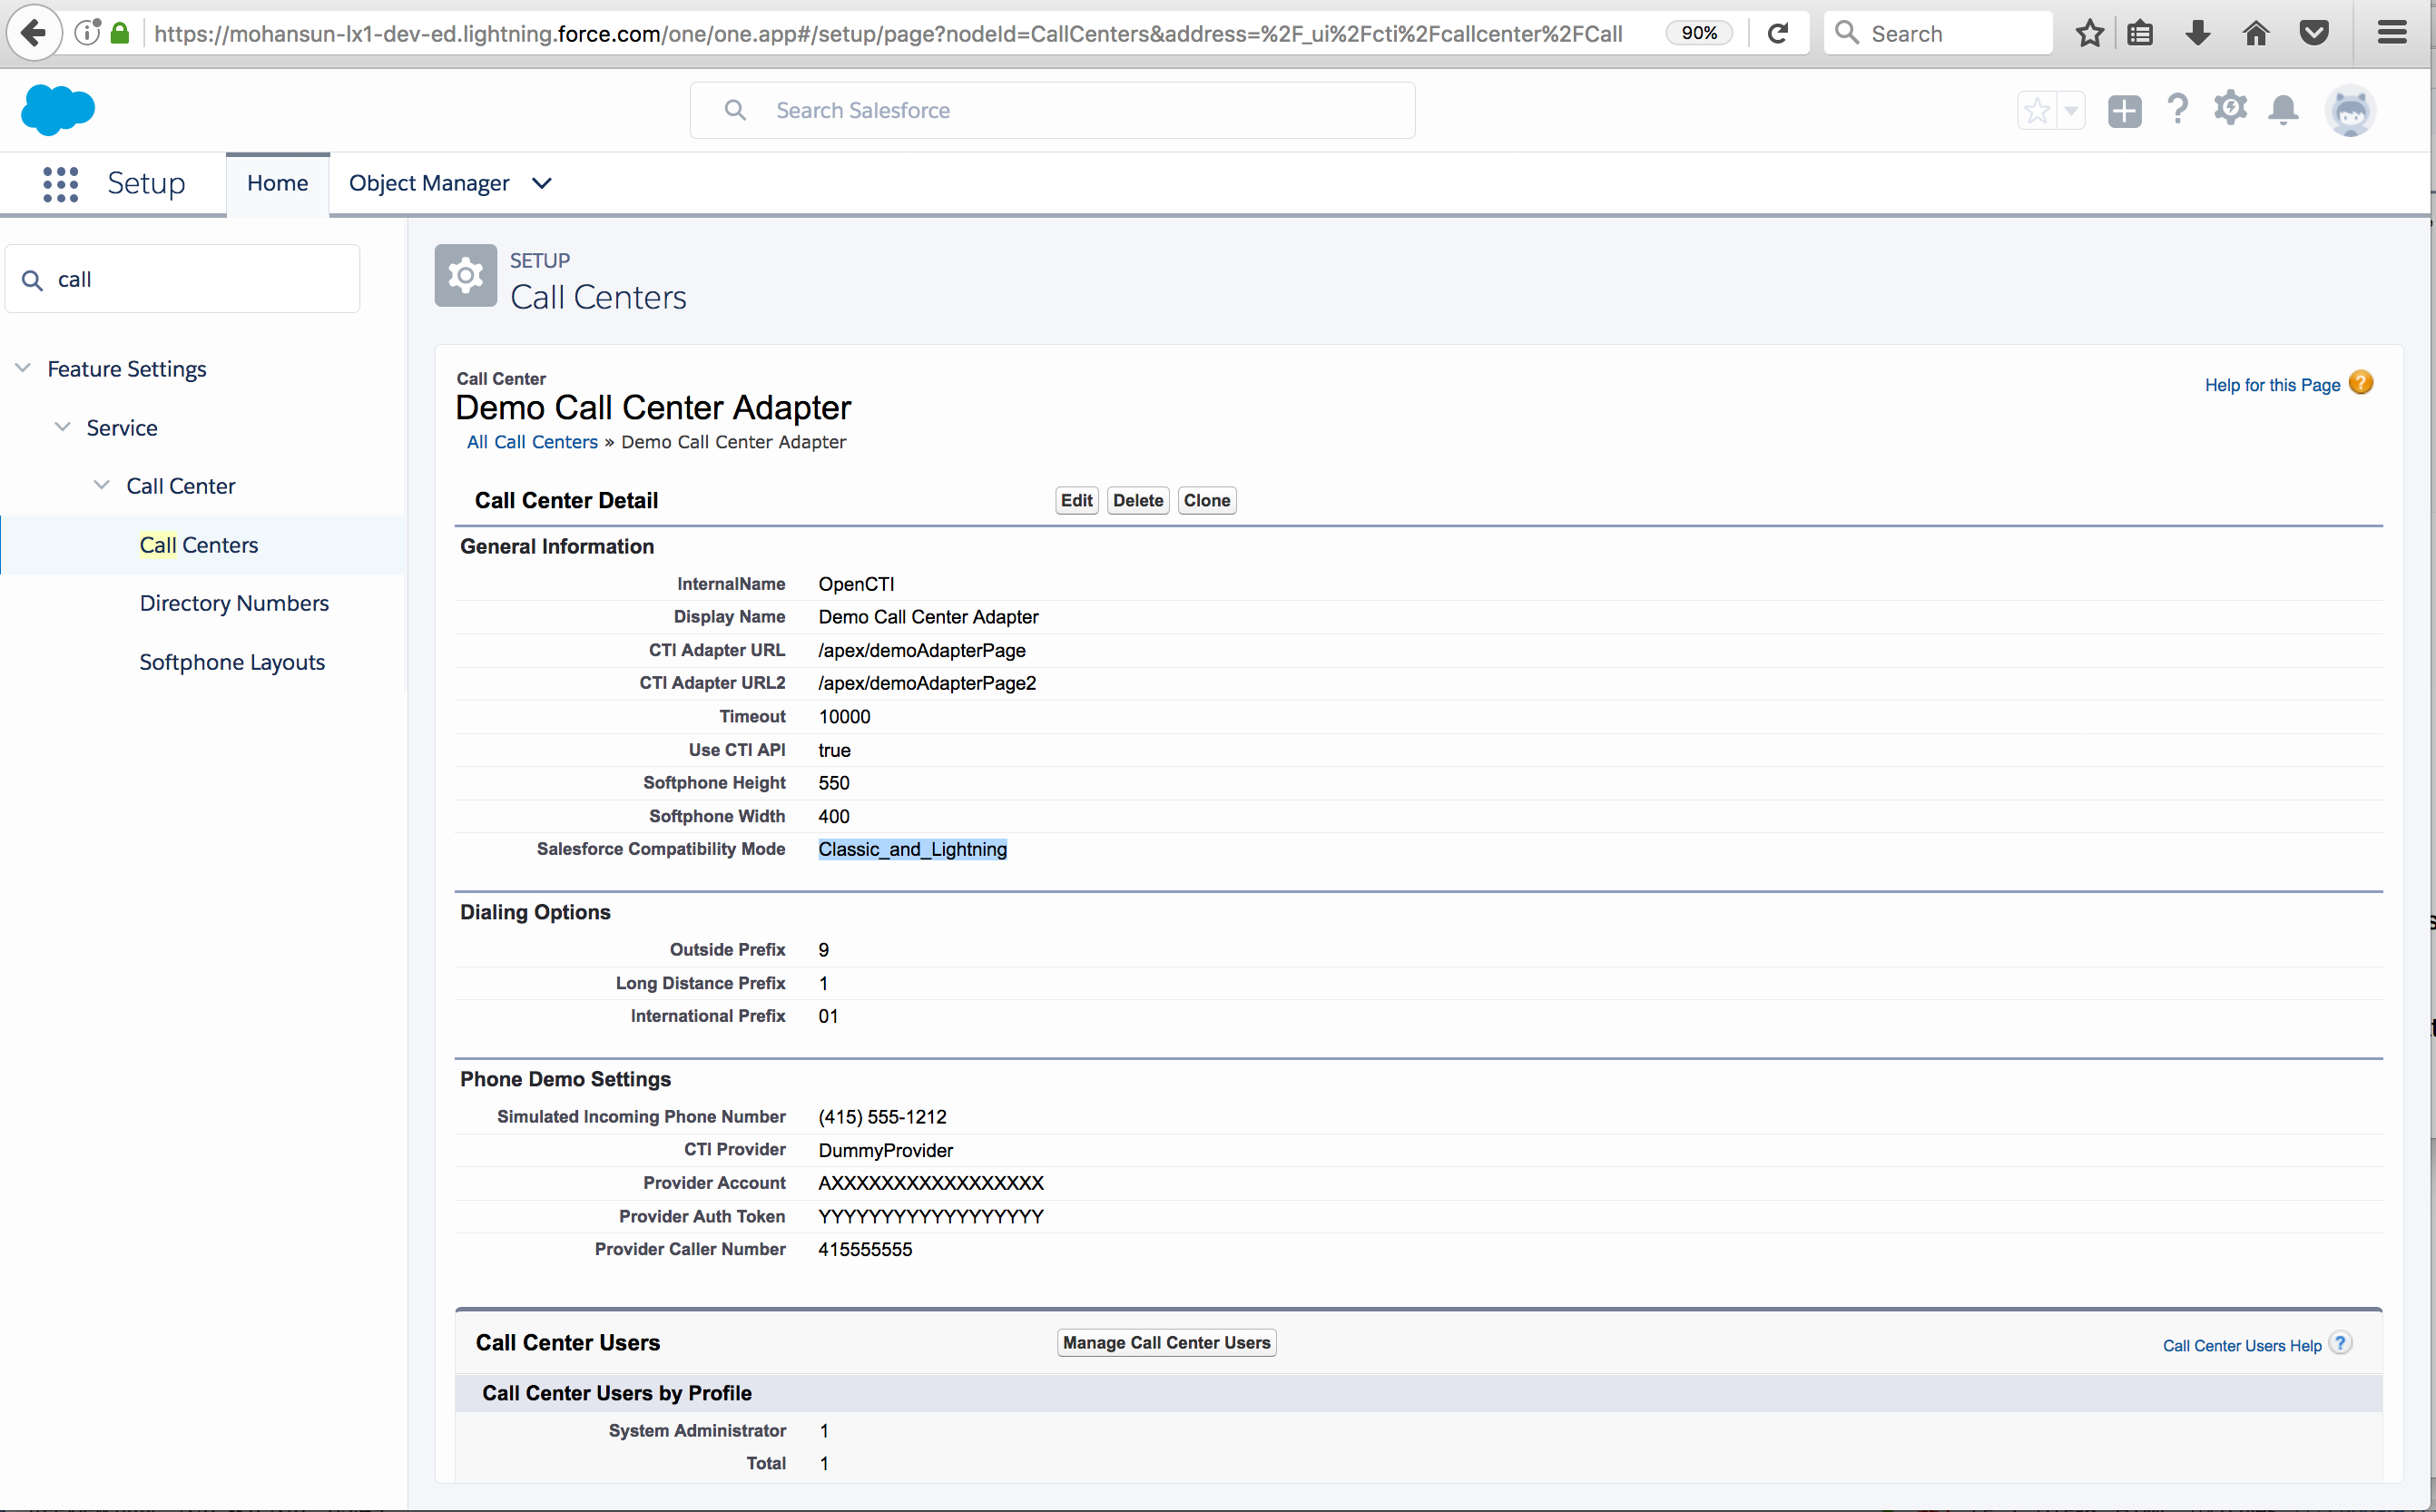 https://mohansun-lx1-dev-ed.lightning.force.com/one/one.app#/setup/page?nodeId=CallCenters&address=%2F_ui%2Fcti%2Fcallcenter%2FCall 90% Search
Search Salesforce
Setup Home Object Manager
call
Feature Settings
Service
Call Center
Call Centers
Directory Numbers
Softphone Layouts
SETUP
Call Centers
Call Center
Demo Call Center Adapter
Help for this Page ?
All Call Centers » Demo Call Center Adapter
Call Center Detail Edit Delete Clone
General Information
InternalName OpenCTI
Display Name Demo Call Center Adapter
CTI Adapter URL /apex/demoAdapterPage
CTI Adapter URL2 /apex/demoAdapterPage2
Timeout 10000
Use CTI API true
Softphone Height 550
Softphone Width 400
Salesforce Compatibility Mode Classic_and_Lightning
Dialing Options
Outside Prefix 9
Long Distance Prefix 1
International Prefix 01
Phone Demo Settings
Simulated Incoming Phone Number (415) 555-1212
CTI Provider DummyProvider
Provider Account AXXXXXXXXXXXXXXXXX
Provider Auth Token YYYYYYYYYYYYYYYYYY
Provider Caller Number 415555555
Call Center Users Manage Call Center Users Call Center Users Help ?
Call Center Users by Profile
System Administrator 1
Total 1